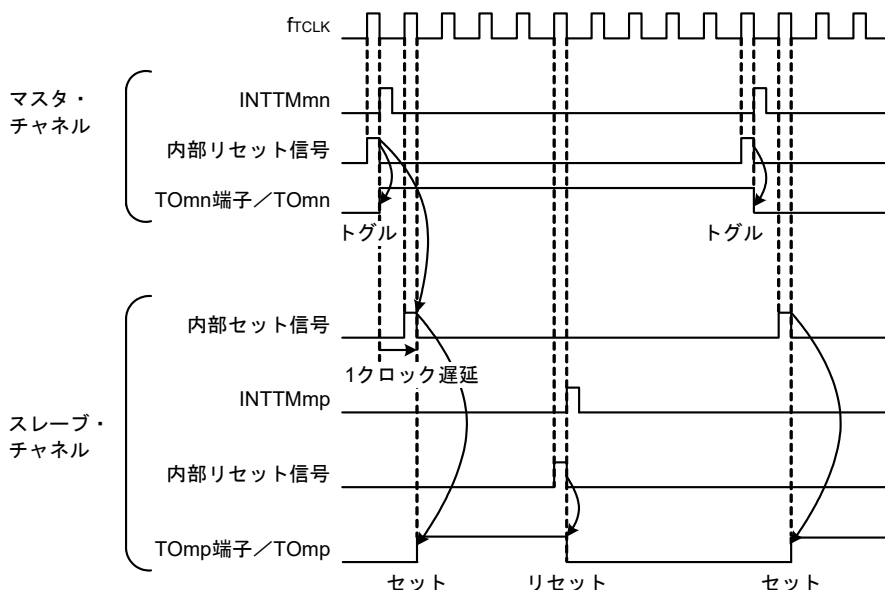 fTCLK
マスタ・
チャネル
INTTMmn
内部リセット信号
TOmn端子／TOmn
トグル
トグル
スレーブ・
チャネル
内部セット信号
1クロック遅延
INTTMmp
内部リセット信号
TOmp端子／TOmp
セット
リセット
セット